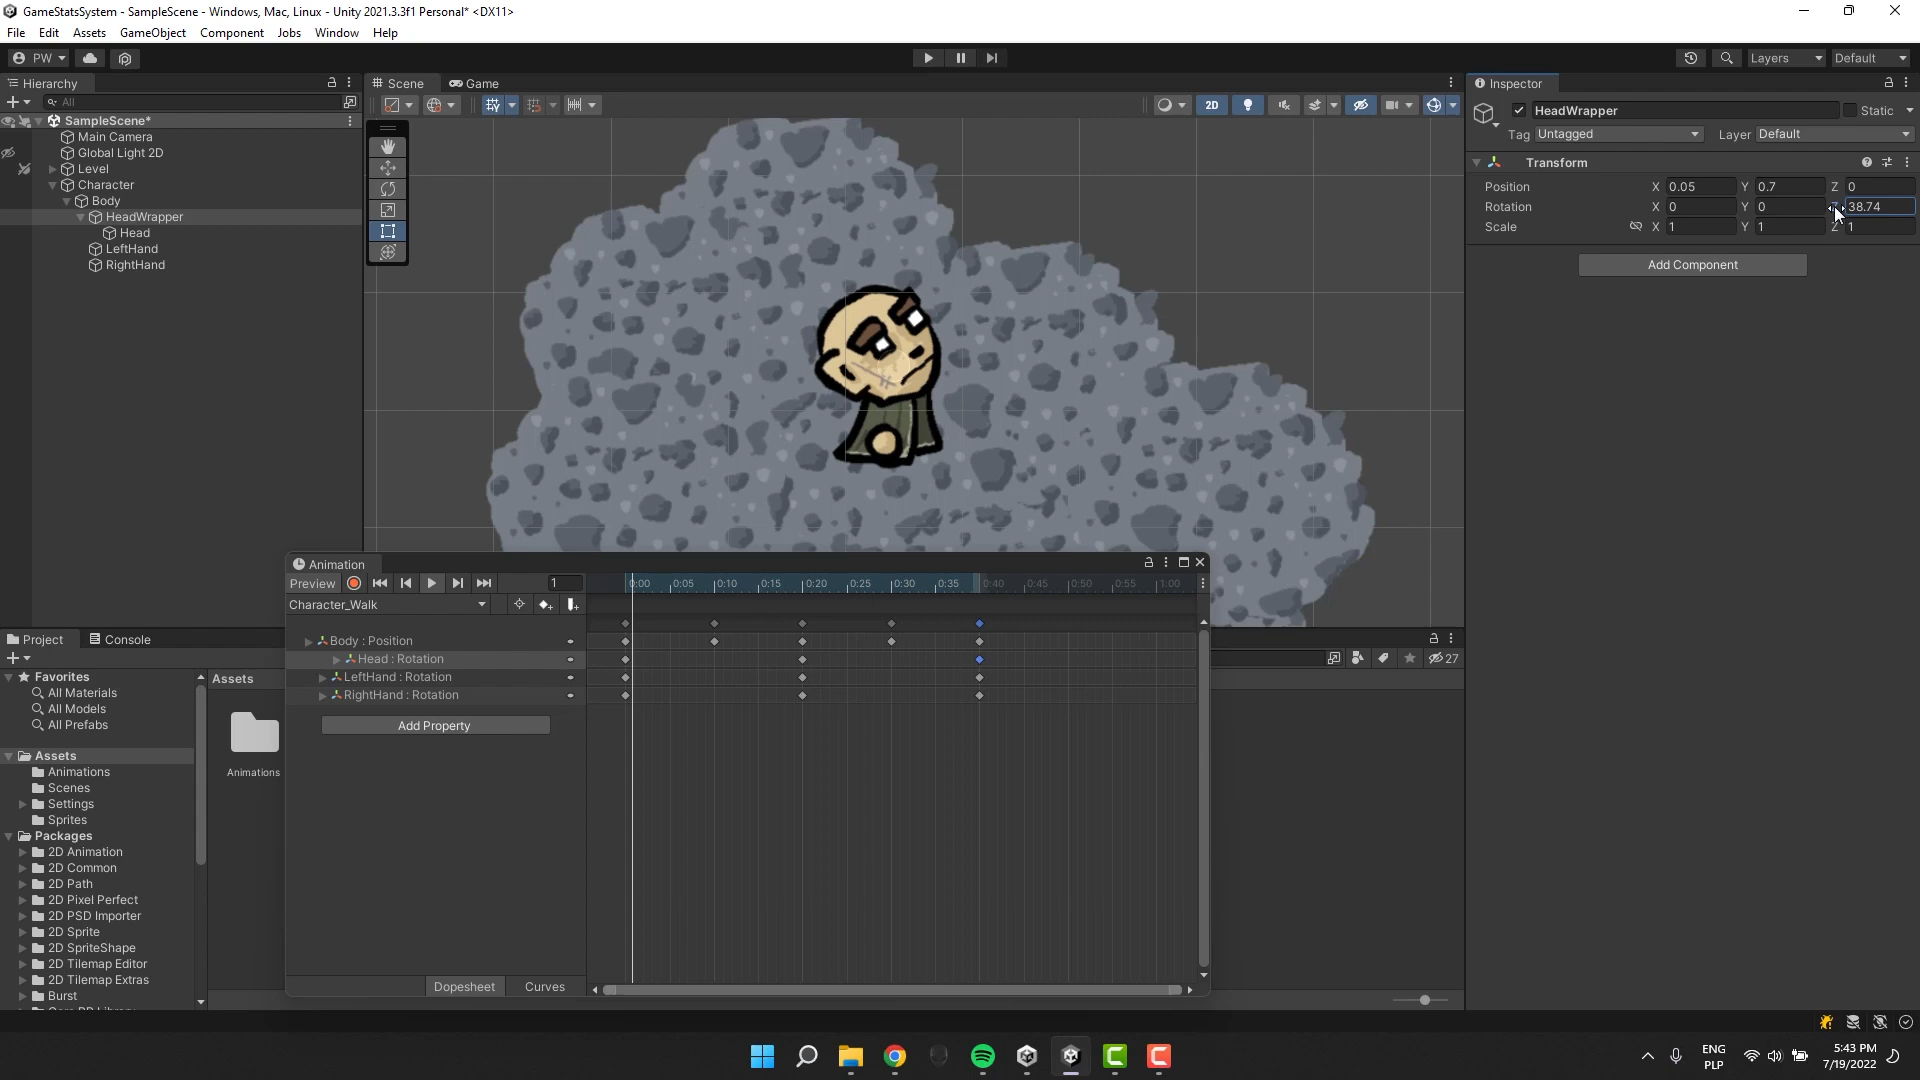 GameStatsSystem - SampleScene - Windows, Mac, Linux - Unity 2021.3.3f1 Personal* <DX11>
File Edit Assets GameObject Component Jobs Window Help
PW Layers Default
Hierarchy
All
SampleScene*
Main Camera
Global Light 2D
Level
Character
Body
HeadWrapper
Head
LeftHand
RightHand
Scene Game
2D
Inspector
HeadWrapper Static
Tag Untagged Layer Default
Transform
Position X 0.05 Y 0.7 Z 0
Rotation X 0 Y 0 38.74
Scale X 1 Y 1 Z 1
Add Component
Animation
Preview 1 0:00 0:05 0:10 0:15 0:20 0:25 0:30 0:35 0:40 0:45 0:50 0:55 1:00
Character_Walk
Body : Position
Head : Rotation
LeftHand : Rotation
RightHand : Rotation
Add Property
Dopesheet Curves
Project Console
27
Favorites
All Materials
All Models
All Prefabs
Assets
Animations
Scenes
Settings
Sprites
Packages
2D Animation
2D Common
2D Path
2D Pixel Perfect
2D PSD Importer
2D Sprite
2D SpriteShape
2D Tilemap Editor
2D Tilemap Extras
Burst
Assets
Animations
ENG
PLP
5:43 PM
7/19/2022